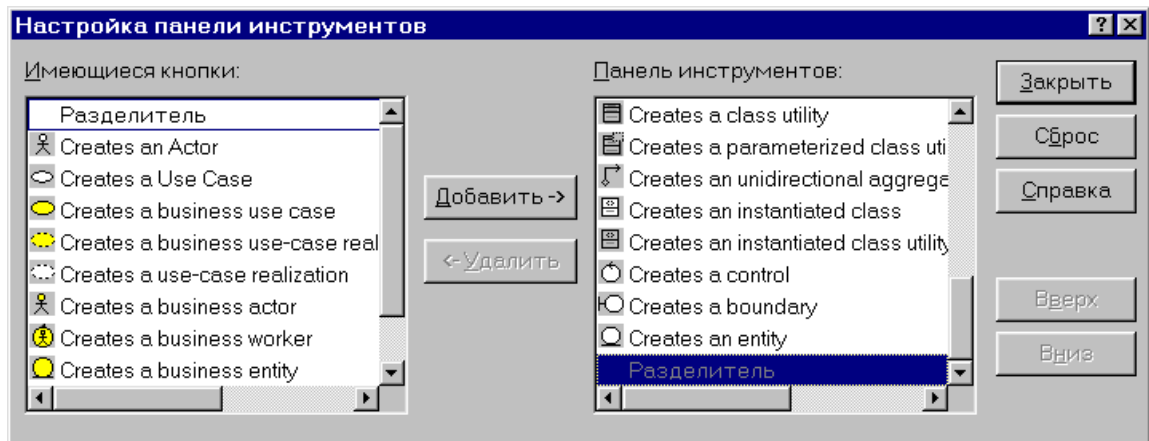 Настройка панели инструментов
Имеющиеся кнопки:
Разделитель
Creates an Actor
Creates a Use Case
Creates a business use case
Creates a business use-case real
Creates a use-case realization
Creates a business actor
Creates a business worker
Creates a business entity
Добавить ->
<- Удалить
Панель инструментов:
Creates a class utility
Creates a parameterized class uti
Creates an unidirectional aggrega
Creates an instantiated class
Creates an instantiated class utility
Creates a control
Creates a boundary
Creates an entity
Разделитель
Закрыть
Сброс
Справка
Вверх
Вниз